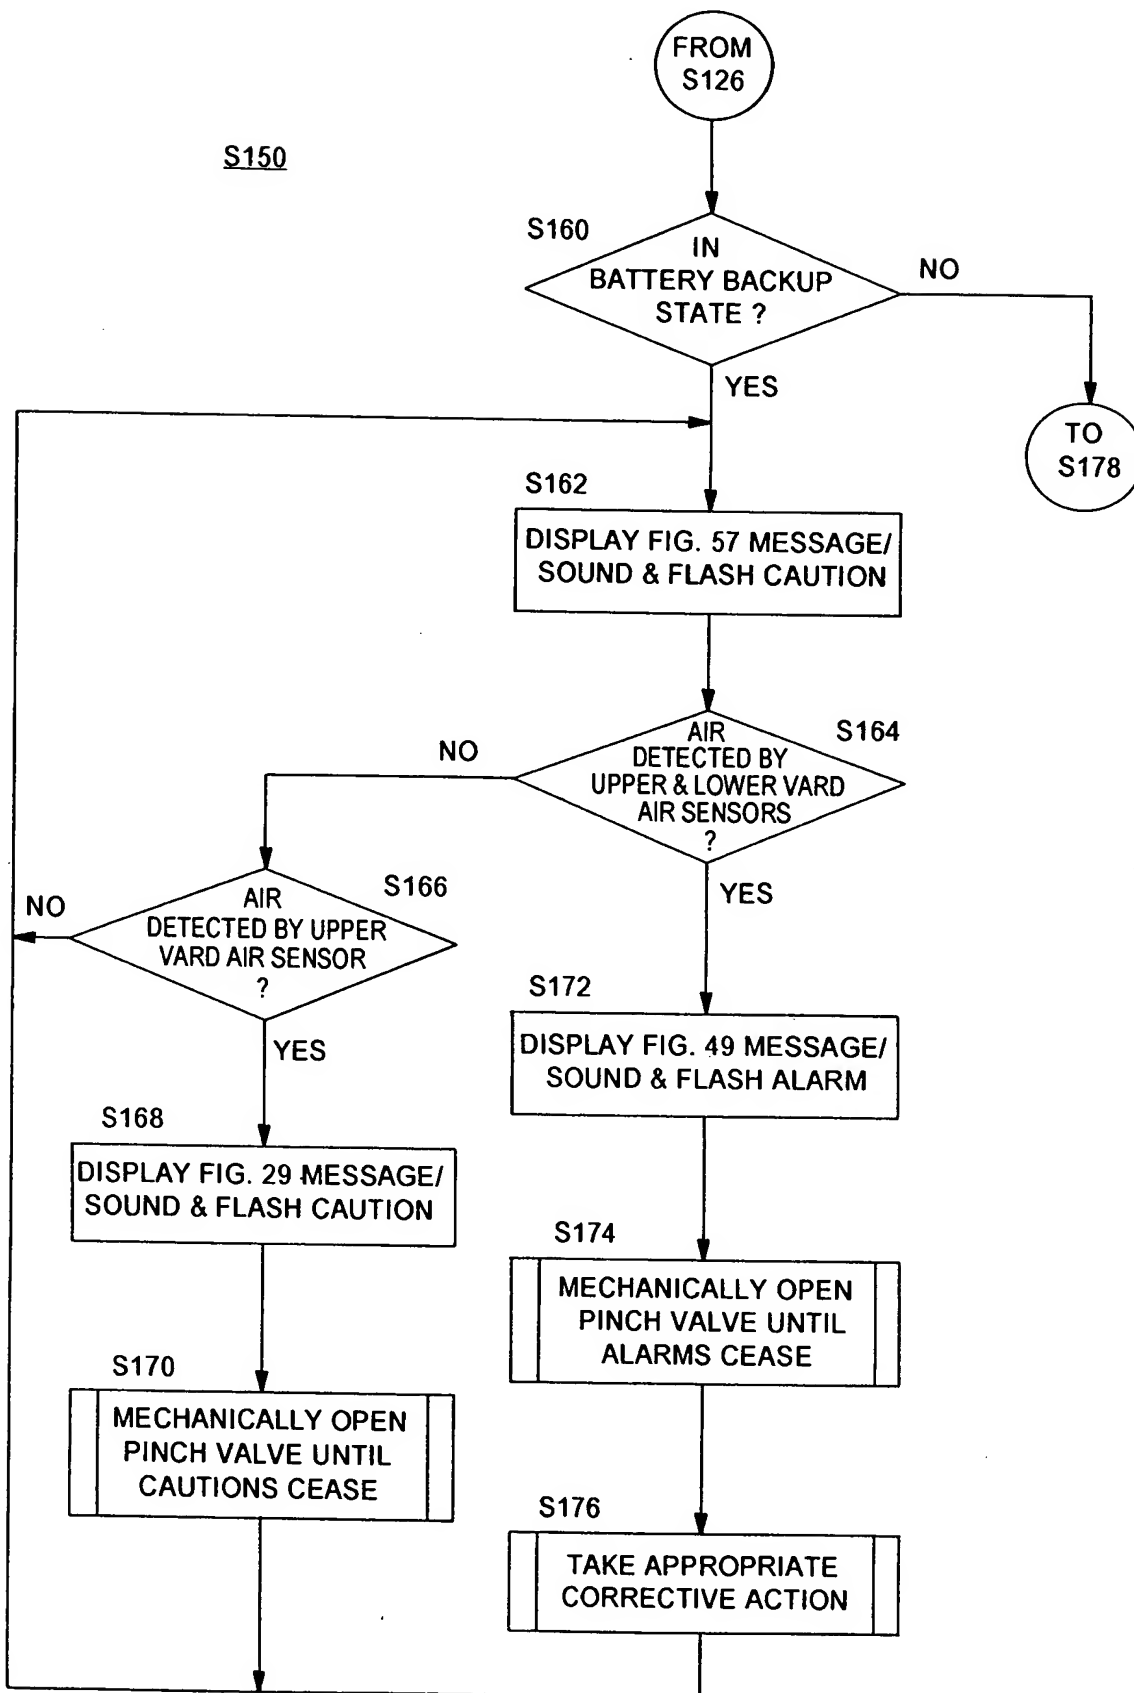 FROM
S126
S150
S160
IN
BATTERY BACKUP
STATE ?
NO
YES
TO
S178
S162
DISPLAY FIG. 57 MESSAGE/
SOUND & FLASH CAUTION
S164
AIR
DETECTED BY
UPPER & LOWER VARD
AIR SENSORS
?
NO
YES
S166
AIR
DETECTED BY UPPER
VARD AIR SENSOR
?
NO
YES
S172
DISPLAY FIG. 49 MESSAGE/
SOUND & FLASH ALARM
S168
DISPLAY FIG. 29 MESSAGE/
SOUND & FLASH CAUTION
S174
MECHANICALLY OPEN
PINCH VALVE UNTIL
ALARMS CEASE
S170
MECHANICALLY OPEN
PINCH VALVE UNTIL
CAUTIONS CEASE
S176
TAKE APPROPRIATE
CORRECTIVE ACTION